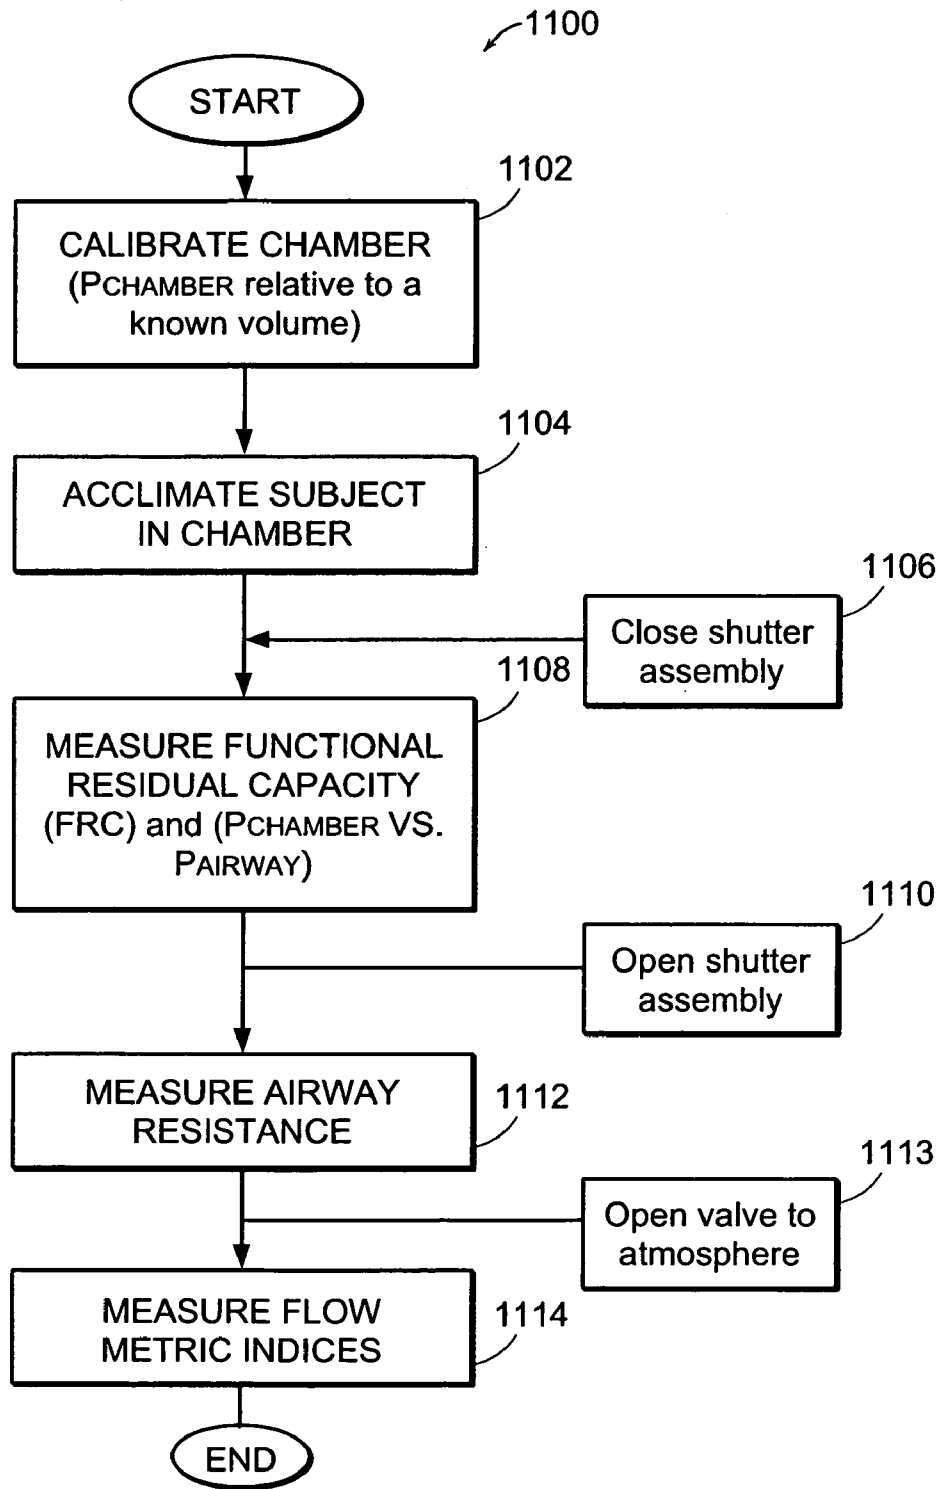 1100
START
1102
CALIBRATE CHAMBER
(PCHAMBER relative to a
known volume)
1104
ACCLIMATE SUBJECT
IN CHAMBER
1106
Close shutter
assembly
1108
MEASURE FUNCTIONAL
RESIDUAL CAPACITY
(FRC) and (PCHAMBER VS.
PAIRWAY)
1110
Open shutter
assembly
MEASURE AIRWAY
RESISTANCE
1112
1113
Open valve to
atmosphere
MEASURE FLOW
METRIC INDICES
1114
END